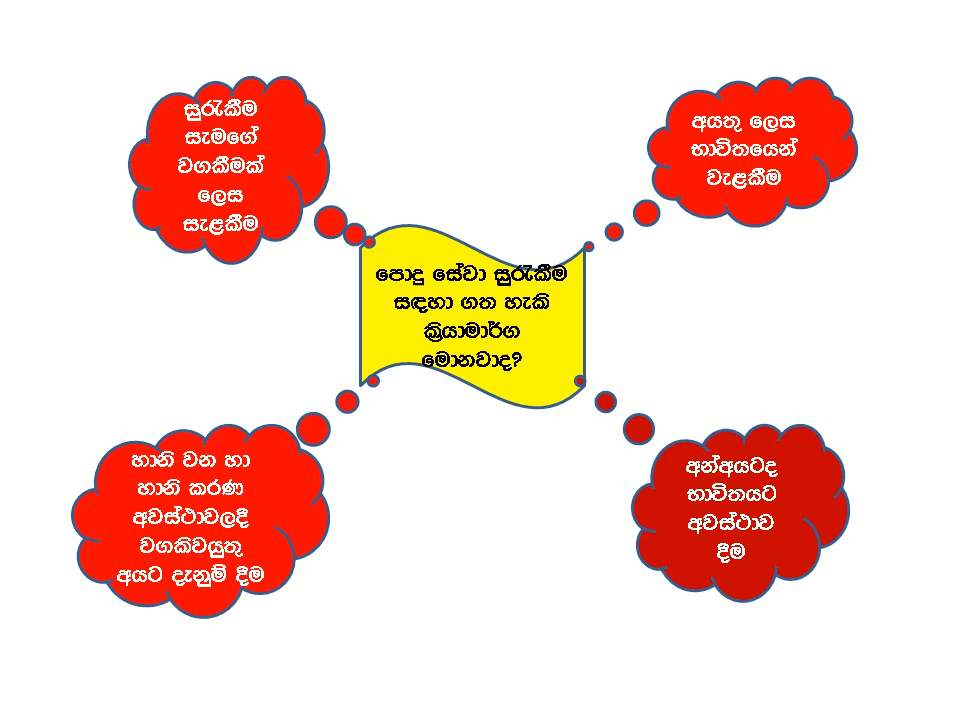 සුරැකීම
සැමගේ
වගකීමක්
ලෙස
සැළකීම
අයතු ලෙස
භාවිතයෙන්
වැළකීම
පොදු සේවා සුරැකීම
සඳහා ගත හැකි
ක්‍රියාමාර්ග
මොනවාද?
හානි වන හා
හානි කරණ
අවස්ථාවලදී
වගකිවයුතු
අයට දැනුම් දීම
අන්අයටද
භාවිතයට
අවස්ථාව
දීම